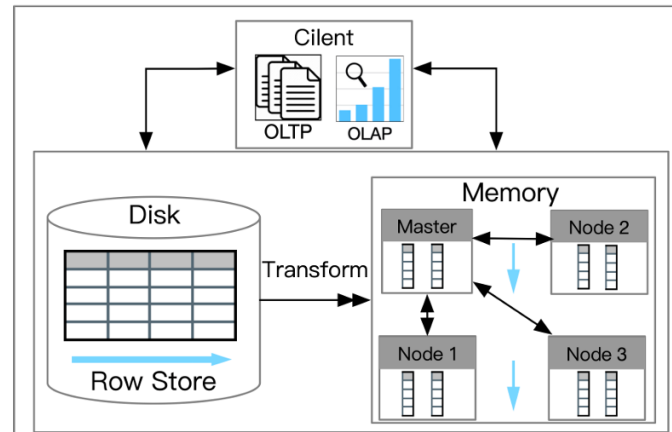 Cilent
OLTP
OLAP
Disk
Row Store
Transform
Memory
Master
Node 2
Node 1
Node 3